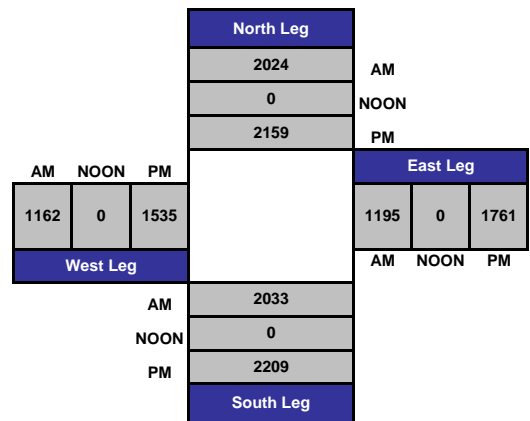 North Leg
2024 AM
0 NOON
2159 PM
AM NOON PM
East Leg
1162 0 1535
1195 0 1761
West Leg
AM NOON PM
AM 2033
NOON 0
PM 2209
South Leg